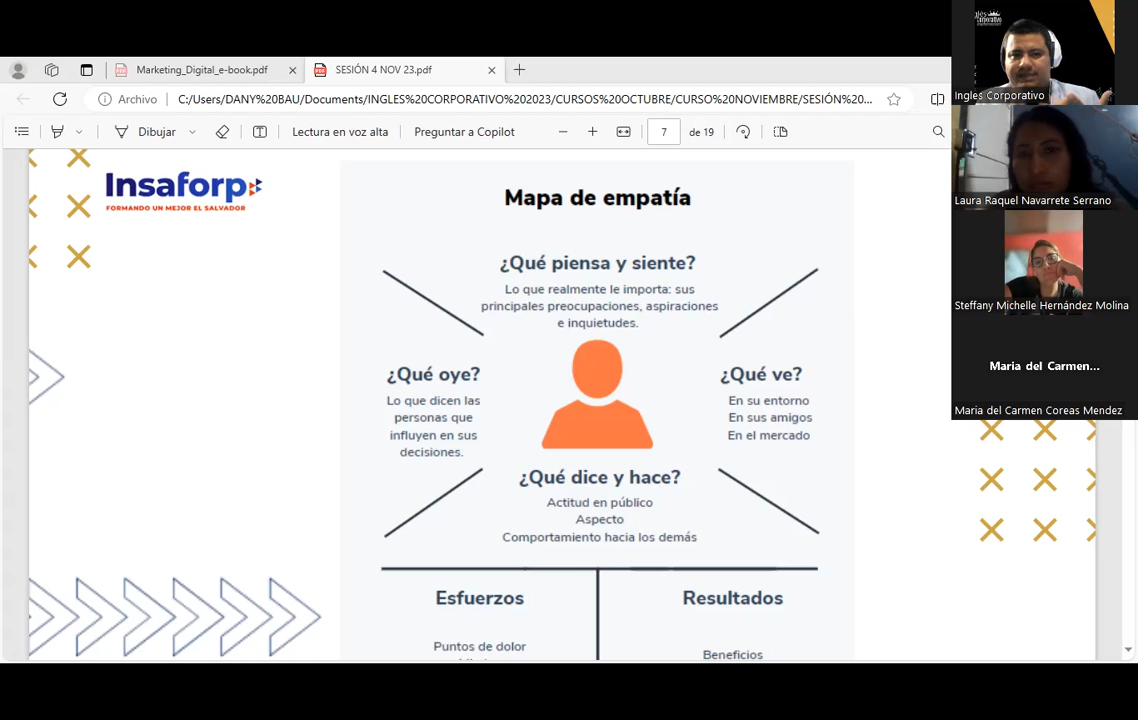 Marketing_Digital_e-book.pdf
SESIÓN 4 NOV 23.pdf
Archivo
C:/Users/DANY%20BAU/Documents/INGLES%20CORPORATIVO%202023/CURSOS%20OCTUBRE/CURSO%20NOVIEMBRE/SESIÓN%20...
Dibujar
Lectura en voz alta
Preguntar a Copilot
7
de 19
Insaforp
FORMANDO UN MEJOR EL SALVADOR
Mapa de empatía
¿Qué piensa y siente?
Lo que realmente le importa: sus
principales preocupaciones, aspiraciones
e inquietudes.
¿Qué oye?
Lo que dicen las
personas que
influyen en sus
decisiones.
¿Qué ve?
En su entorno
En sus amigos
En el mercado
¿Qué dice y hace?
Actitud en público
Aspecto
Comportamiento hacia los demás
Esfuerzos
Puntos de dolor
Resultados
Beneficios
Ingles Corporativo
Laura Raquel Navarrete Serrano
Steffany Michelle Hernández Molina
Maria del Carmen...
Maria del Carmen Coreas Mendez